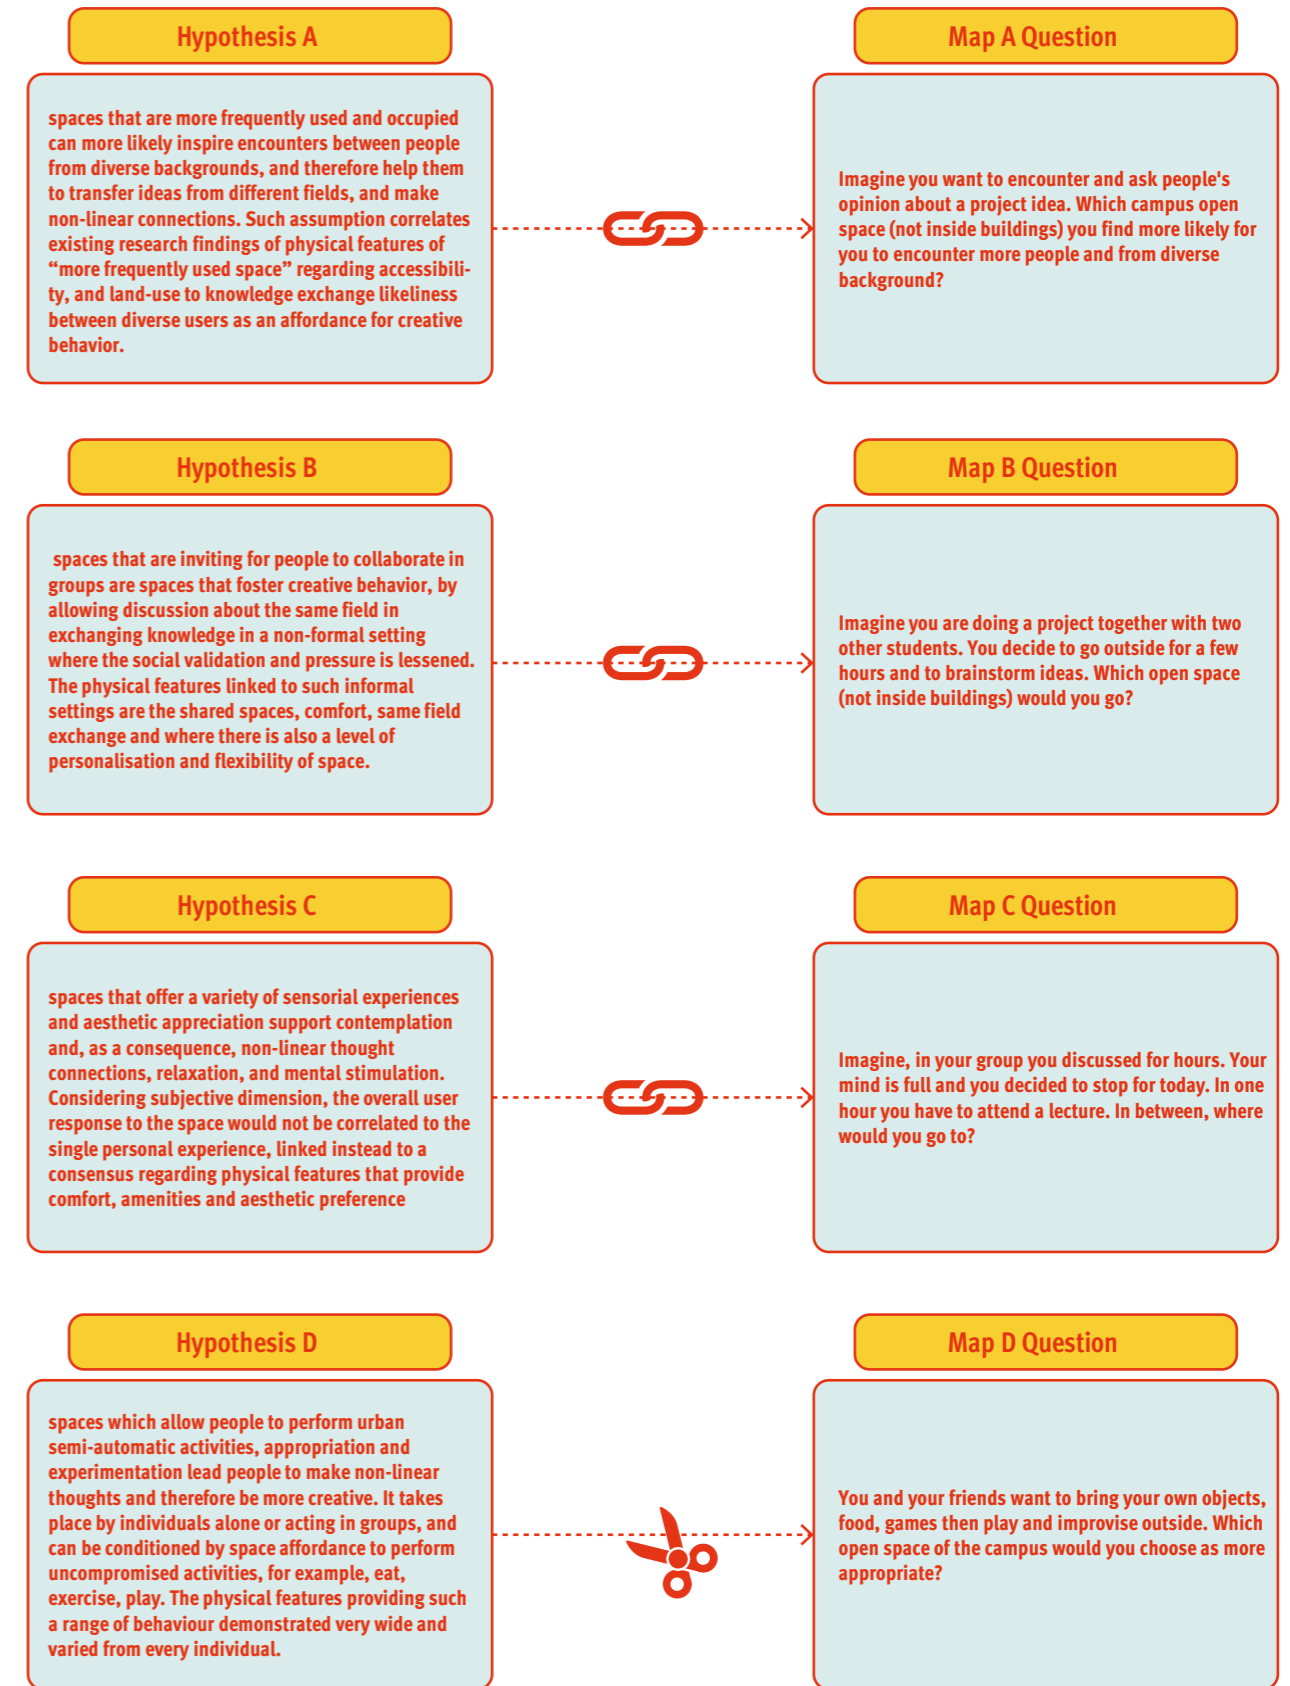 Hypothesis A
spaces that are more frequently used and occupied
can more likely inspire encounters between people
from diverse backgrounds, and therefore help them
to transfer ideas from different fields, and make
non-linear connections. Such assumption correlates
existing research findings of physical features of
“more frequently used space” regarding accessibili-
ty, and land-use to knowledge exchange likeliness
between diverse users as an affordance for creative
behavior.
Map A Question
Imagine you want to encounter and ask people's
opinion about a project idea. Which campus open
space (not inside buildings) you find more likely for
you to encounter more people and from diverse
background?
Hypothesis B
spaces that are inviting for people to collaborate in
groups are spaces that foster creative behavior, by
allowing discussion about the same field in
exchanging knowledge in a non-formal setting
where the social validation and pressure is lessened.
The physical features linked to such informal
settings are the shared spaces, comfort, same field
exchange and where there is also a level of
personalisation and flexibility of space.
Map B Question
Imagine you are doing a project together with two
other students. You decide to go outside for a few
hours and to brainstorm ideas. Which open space
(not inside buildings) would you go?
Hypothesis C
spaces that offer a variety of sensorial experiences
and aesthetic appreciation support contemplation
and, as a consequence, non-linear thought
connections, relaxation, and mental stimulation.
Considering subjective dimension, the overall user
response to the space would not be correlated to the
single personal experience, linked instead to a
consensus regarding physical features that provide
comfort, amenities and aesthetic preference
Map C Question
Imagine, in your group you discussed for hours. Your
mind is full and you decided to stop for today. In one
hour you have to attend a lecture. In between, where
would you go to?
Hypothesis D
spaces which allow people to perform urban
semi-automatic activities, appropriation and
experimentation lead people to make non-linear
thoughts and therefore be more creative. It takes
place by individuals alone or acting in groups, and
can be conditioned by space affordance to perform
uncompromised activities, for example, eat,
exercise, play. The physical features providing such
a range of behaviour demonstrated very wide and
varied from every individual.
Map D Question
You and your friends want to bring your own objects,
food, games then play and improvise outside. Which
open space of the campus would you choose as more
appropriate?